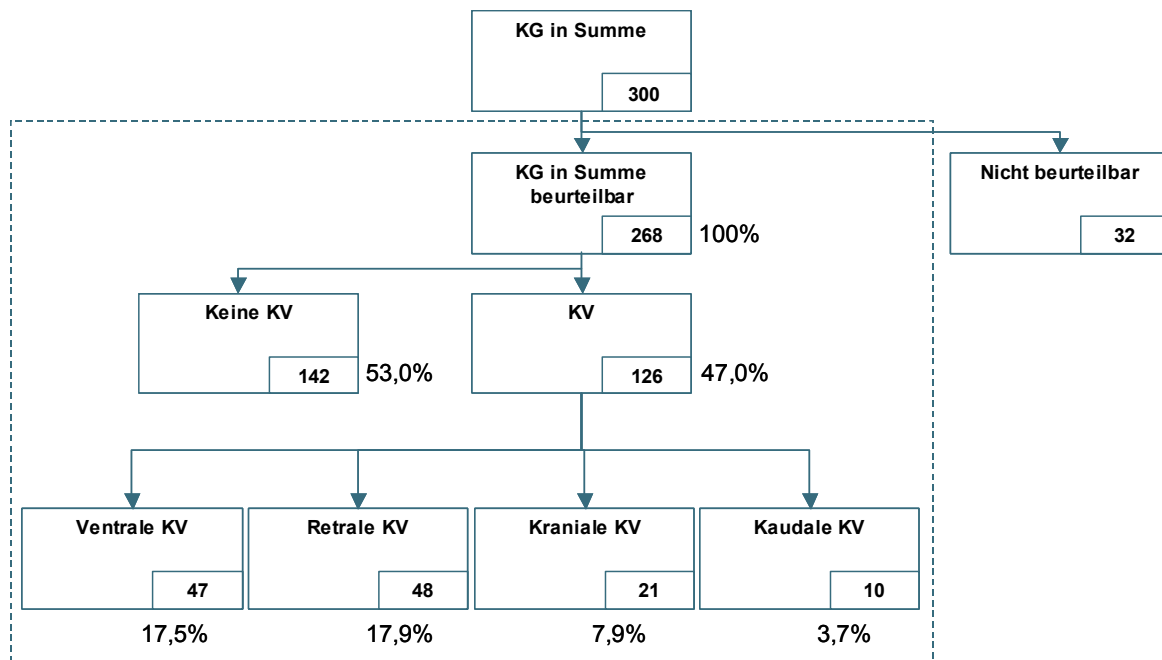 KG in Summe
300
KG in Summe
beurteilbar
268
100%
Nicht beurteilbar
32
Keine KV
142
53,0%
KV
126
47,0%
Ventrale KV
47
Retrale KV
48
Kraniale KV
21
Kaudale KV
10
17,5%
17,9%
7,9%
3,7%